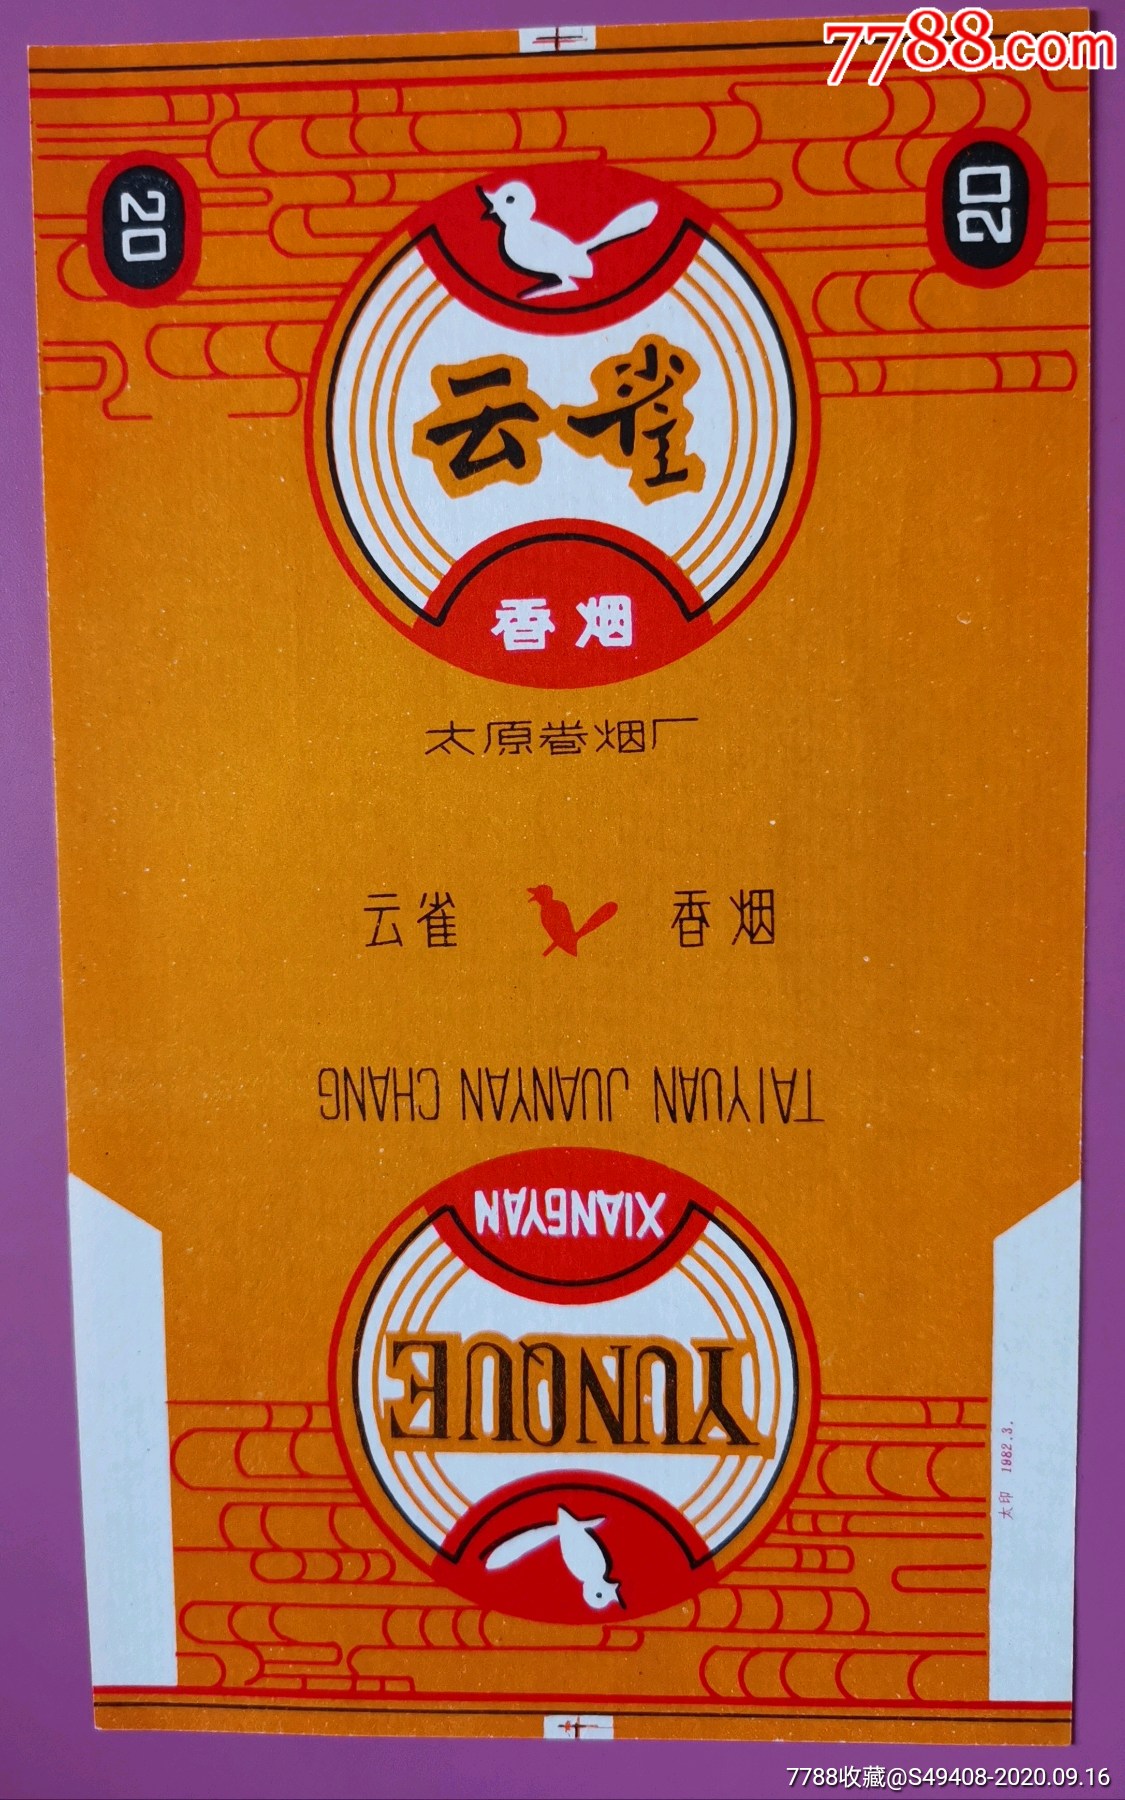 7788.com
20
20
云雀
香烟
太原卷烟厂
云雀 香烟
TAIYUAN JUANYAN CHANG
XIANGYAN
YUNQUE
太印 1982.3.
7788收藏@S49408-2020.09.16